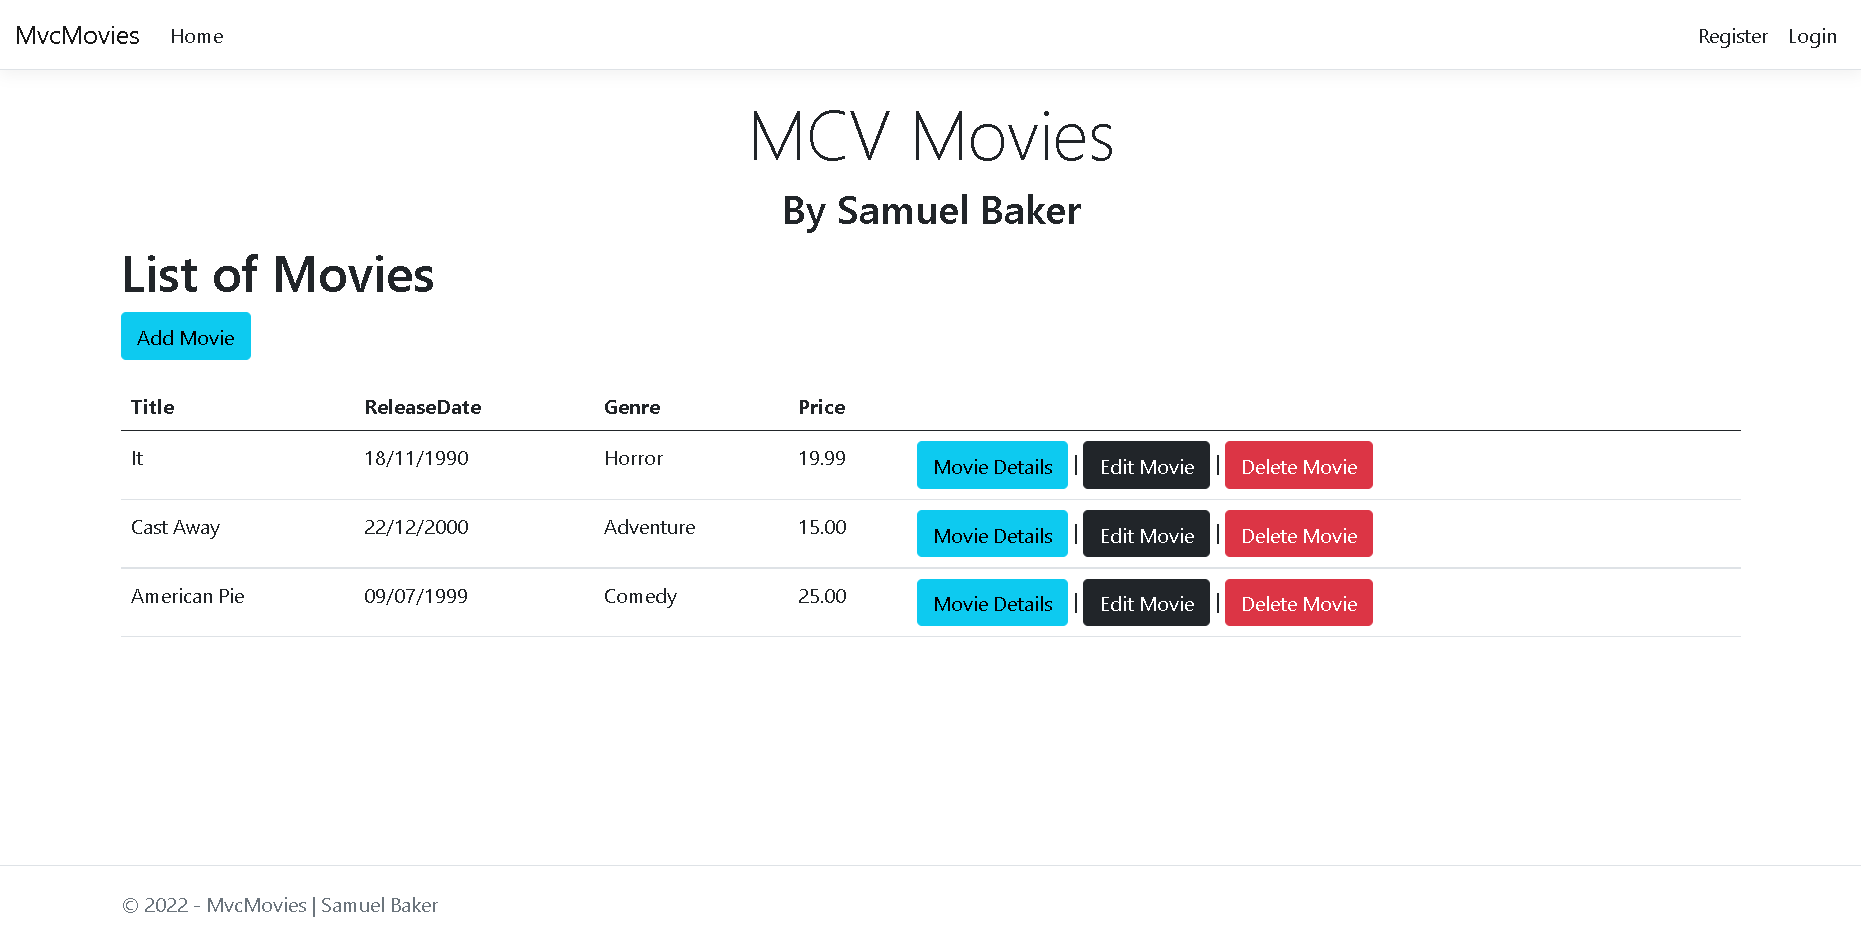 MvcMovies Home Register Login
MCV Movies
By Samuel Baker
List of Movies
Add Movie
Title ReleaseDate Genre Price
It 18/11/1990 Horror 19.99 Movie Details | Edit Movie | Delete Movie
Cast Away 22/12/2000 Adventure 15.00 Movie Details | Edit Movie | Delete Movie
American Pie 09/07/1999 Comedy 25.00 Movie Details | Edit Movie | Delete Movie
© 2022 - MvcMovies | Samuel Baker